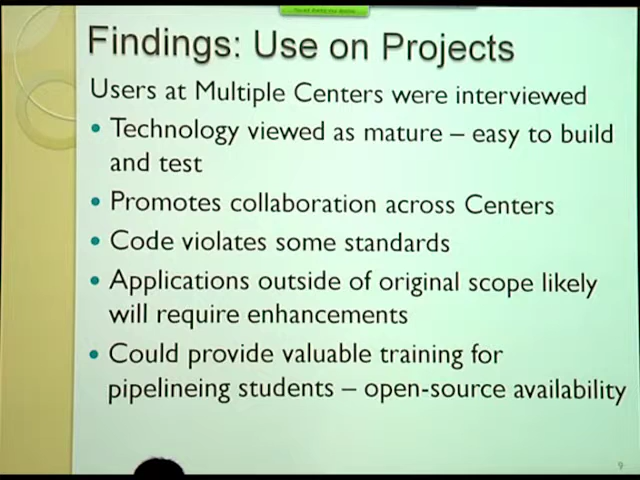 Findings: Use on Projects
Users at Multiple Centers were interviewed
• Technology viewed as mature – easy to build
and test
• Promotes collaboration across Centers
• Code violates some standards
• Applications outside of original scope likely
will require enhancements
• Could provide valuable training for
pipelineing students – open-source availability
9